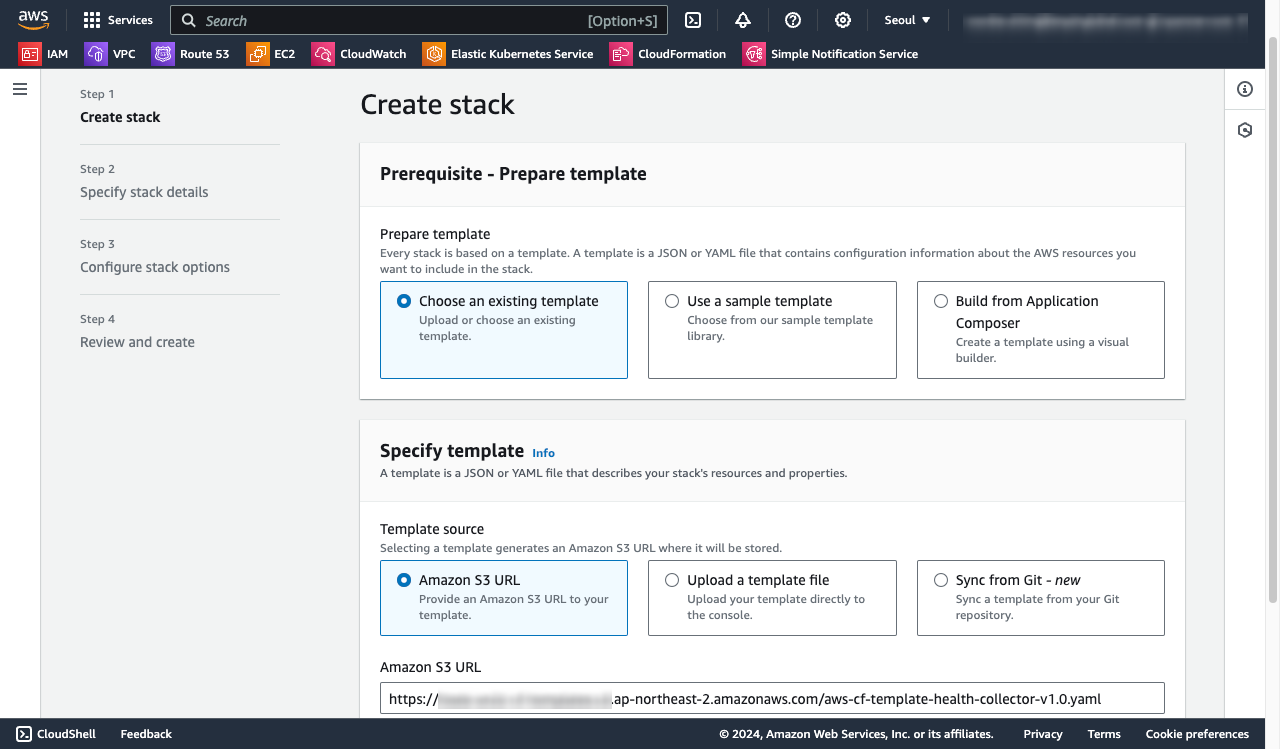 aws
Services
Search
[Option+S]
Seoul
IAM
VPC
Route 53
EC2
CloudWatch
Elastic Kubernetes Service
CloudFormation
Simple Notification Service
Step 1
Create stack
Step 2
Specify stack details
Step 3
Configure stack options
Step 4
Review and create
Create stack
Prerequisite - Prepare template
Prepare template
Every stack is based on a template. A template is a JSON or YAML file that contains configuration information about the AWS resources you
want to include in the stack.
Choose an existing template
Upload or choose an existing
template.
Use a sample template
Choose from our sample template
library.
Build from Application
Composer
Create a template using a visual
builder.
Specify template Info
A template is a JSON or YAML file that describes your stack's resources and properties.
Template source
Selecting a template generates an Amazon S3 URL where it will be stored.
Amazon S3 URL
Provide an Amazon S3 URL to your
template.
Upload a template file
Upload your template directly to
the console.
Sync from Git - new
Sync a template from your Git
repository.
Amazon S3 URL
https:// .ap-northeast-2.amazonaws.com/aws-cf-template-health-collector-v1.0.yaml
CloudShell
Feedback
© 2024, Amazon Web Services, Inc. or its affiliates.
Privacy
Terms
Cookie preferences